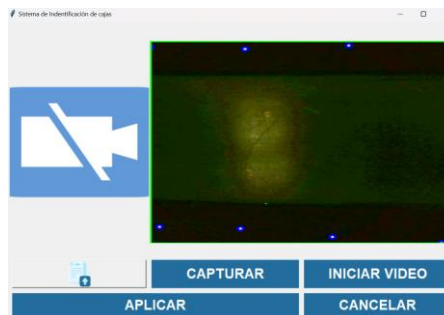 Sistema de Indentificación de cajas
CAPTURAR
INICIAR VIDEO
APLICAR
CANCELAR